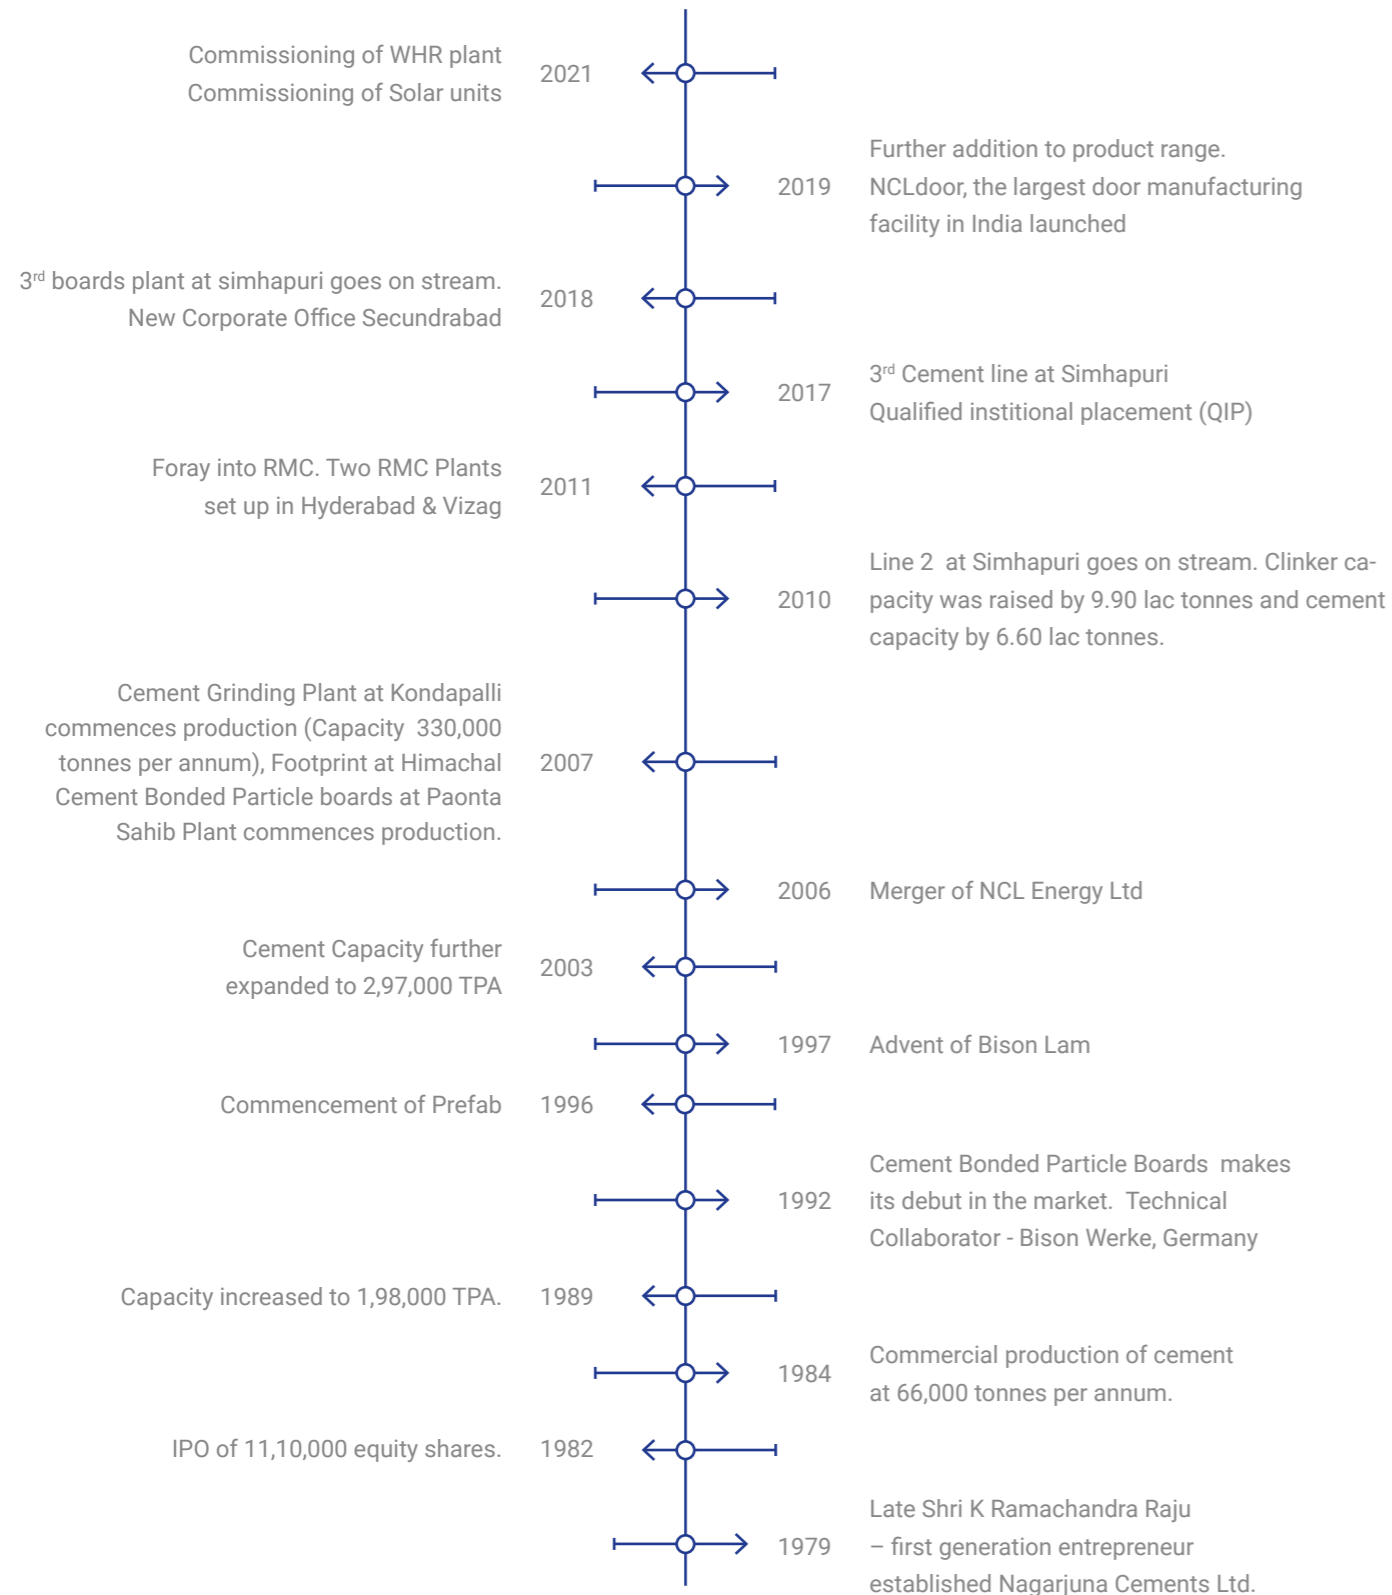 Commissioning of WHR plant
Commissioning of Solar units
2021
2019
Further addition to product range.
NCLdoor, the largest door manufacturing
facility in India launched
3rd boards plant at simhapuri goes on stream.
New Corporate Office Secundrabad
2018
2017
3rd Cement line at Simhapuri
Qualified institional placement (QIP)
Foray into RMC. Two RMC Plants
set up in Hyderabad & Vizag
2011
2010
Line 2  at Simhapuri goes on stream. Clinker ca-
pacity was raised by 9.90 lac tonnes and cement
capacity by 6.60 lac tonnes.
Cement Grinding Plant at Kondapalli
commences production (Capacity  330,000
tonnes per annum), Footprint at Himachal
Cement Bonded Particle boards at Paonta
Sahib Plant commences production.
2007
2006
Merger of NCL Energy Ltd
Cement Capacity further
expanded to 2,97,000 TPA
2003
1997
Advent of Bison Lam
Commencement of Prefab
1996
1992
Cement Bonded Particle Boards  makes
its debut in the market.  Technical
Collaborator - Bison Werke, Germany
Capacity increased to 1,98,000 TPA.
1989
1984
Commercial production of cement
at 66,000 tonnes per annum.
IPO of 11,10,000 equity shares.
1982
1979
Late Shri K Ramachandra Raju
– first generation entrepreneur
established Nagarjuna Cements Ltd.